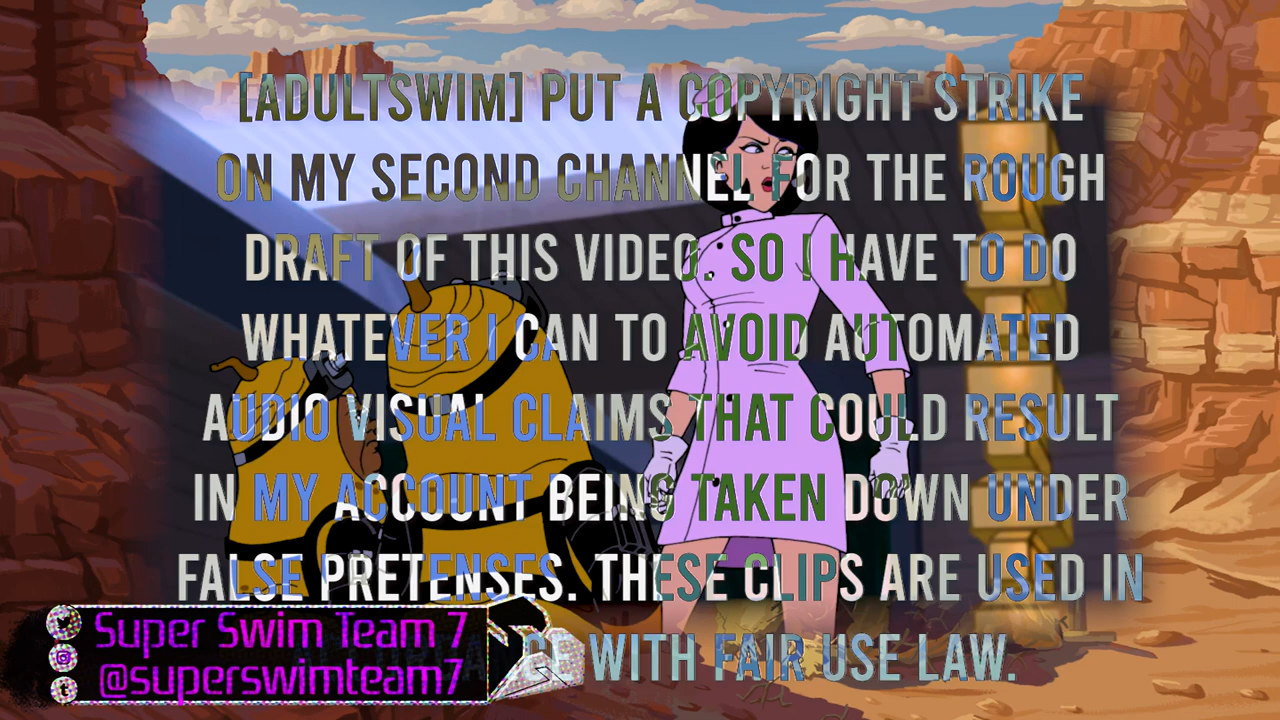 [ADULTSWIM] PUT A COPYRIGHT STRIKE
ON MY SECOND CHANNEL FOR THE ROUGH
DRAFT OF THIS VIDEO. SO I HAVE TO DO
WHATEVER I CAN TO AVOID AUTOMATED
AUDIO VISUAL CLAIMS THAT COULD RESULT
IN MY ACCOUNT BEING TAKEN DOWN UNDER
FALSE PRETENSES. THESE CLIPS ARE USED IN
WITH FAIR USE LAW.
Super Swim Team 7
@superswimteam7